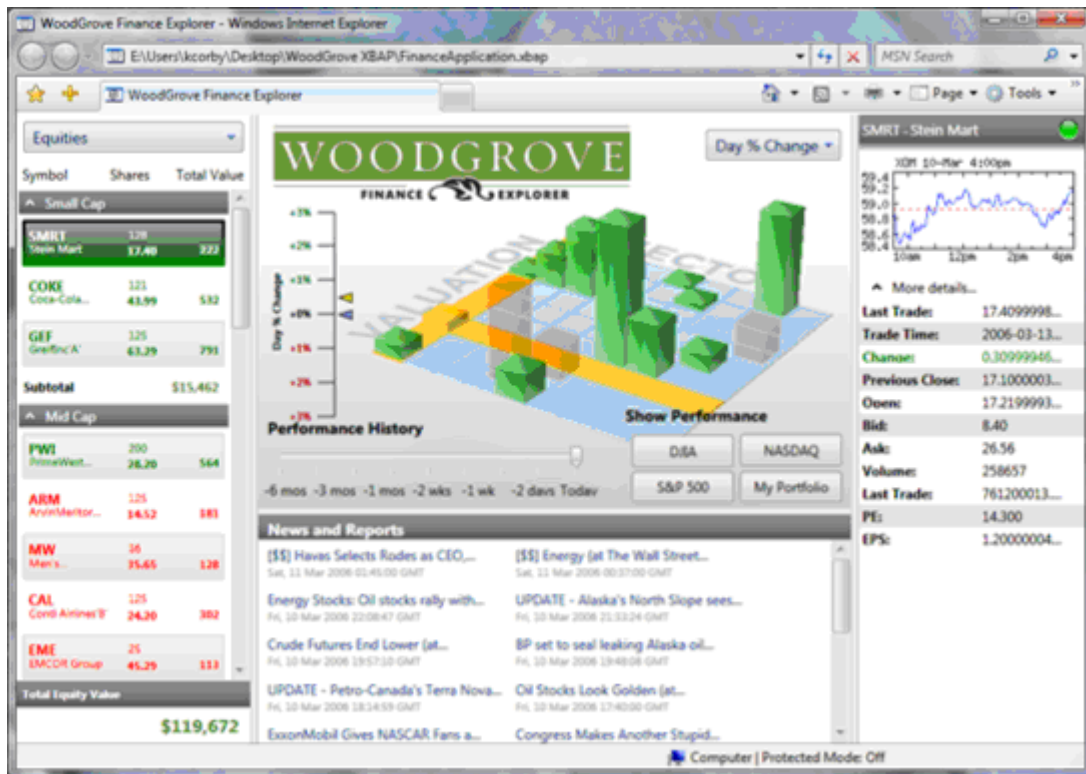 WoodGrove Finance Explorer - Windows Internet Explorer
E:\Users\kcorby\Desktop\WoodGrove XBAP\FinanceApplication.xbap
MSN Search
WoodGrove Finance Explorer
Page
Tools
Equities
Symbol Shares Total Value
Small Cap
SMRT 128
Stein Mart 17.40 222
COKE 121
Coca-Cola... 43.99 532
GEF 125
Greifinc'A' 63.29 791
Subtotal $15,462
Mid Cap
PWI 200
PrimeWest... 28.20 564
ARM 125
ArvinMeritor... 14.52 181
MW 36
Men's... 35.65 128
CAL 125
Contl Airlines'B' 24.20 302
EME 25
EMCOR Group 45.29 113
Total Equity Value
$119,672
WOODGROVE
FINANCE EXPLORER
Day % Change
VALUATION SECTOR
Day % Change
+3%
+2%
+1%
+0%
+1%
+2%
+3%
Performance History
-6 mos -3 mos -1 mos -2 wks -1 wk -2 days Today
Show Performance
DJIA NASDAQ
S&P 500 My Portfolio
News and Reports
[$$] Havas Selects Rodes as CEO,...
Sat, 11 Mar 2006 01:45:00 GMT
[$$] Energy (at The Wall Street...
Sat, 11 Mar 2006 00:37:00 GMT
Energy Stocks: Oil stocks rally with...
Fri, 10 Mar 2006 22:08:47 GMT
UPDATE - Alaska's North Slope sees...
Fri, 10 Mar 2006 21:53:24 GMT
Crude Futures End Lower (at...
Fri, 10 Mar 2006 19:57:10 GMT
BP set to seal leaking Alaska oil...
Fri, 10 Mar 2006 19:48:08 GMT
UPDATE - Petro-Canada's Terra Nova...
Fri, 10 Mar 2006 18:14:59 GMT
Oil Stocks Look Golden (at...
Fri, 10 Mar 2006 17:40:00 GMT
ExxonMobil Gives NASCAR Fans a...
Congress Makes Another Stupid...
SMRT - Stein Mart
XOM 10-Mar 4:00pm
59.4
59.2
59.0
58.8
58.6
58.4
10am 12pm 2pm 4pm
More details...
Last Trade: 17.4099998...
Trade Time: 2006-03-13...
Change: 0.30999946...
Previous Close: 17.1000003...
Open: 17.2199993...
Bid: 8.40
Ask: 26.56
Volume: 258657
Last Trade: 761200013...
PE: 14.300
EPS: 1.20000004...
Computer | Protected Mode: Off